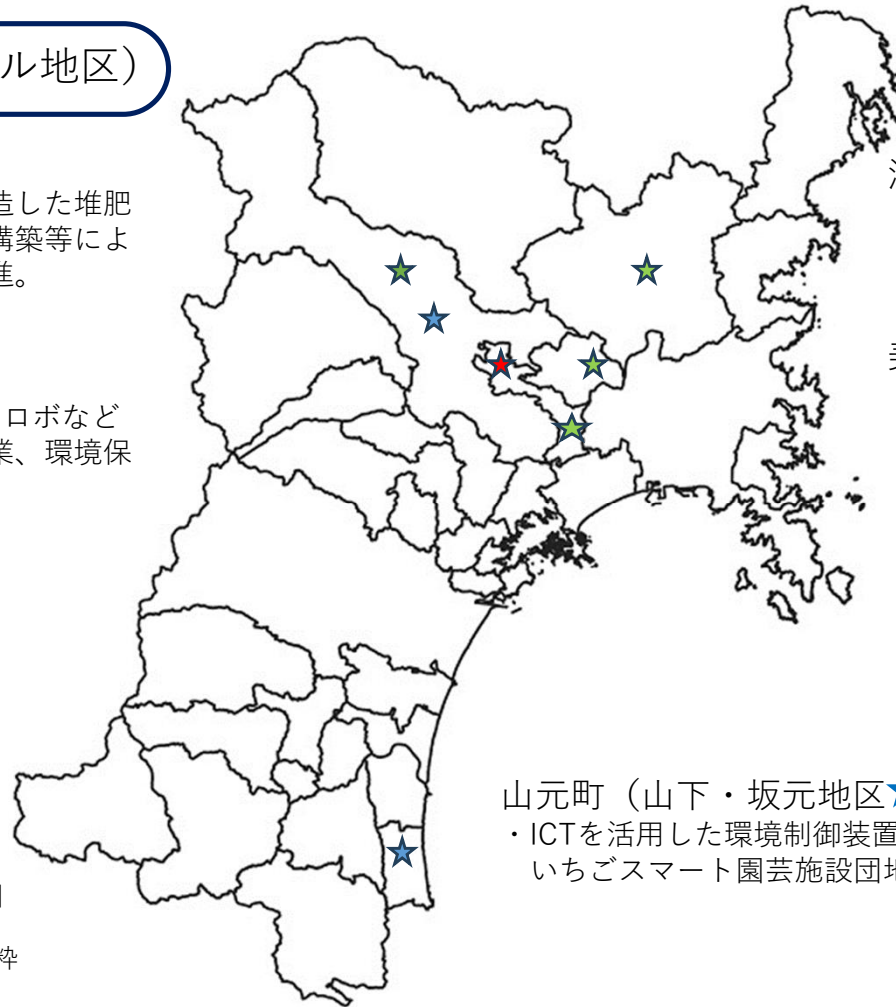 ル地区）
造した堆肥
構築等によ
進。
ロボなど
業、環境保
山元町（山下・坂元地区★
・ICTを活用した環境制御装置
いちごスマート園芸施設団地
粋